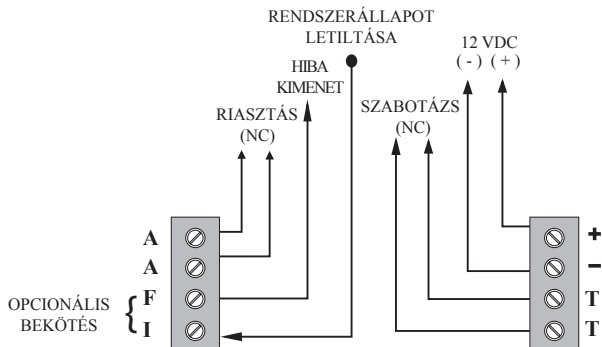 RENDSZERÁLLAPOT
LETILTÁSA
HIBA
KIMENET
RIASZTÁS
(NC)
12 VDC
( - ) ( + )
SZABOTÁZS
(NC)
A
A
F
I
OPCIONÁLIS
BEKÖTÉS
+
−
T
T